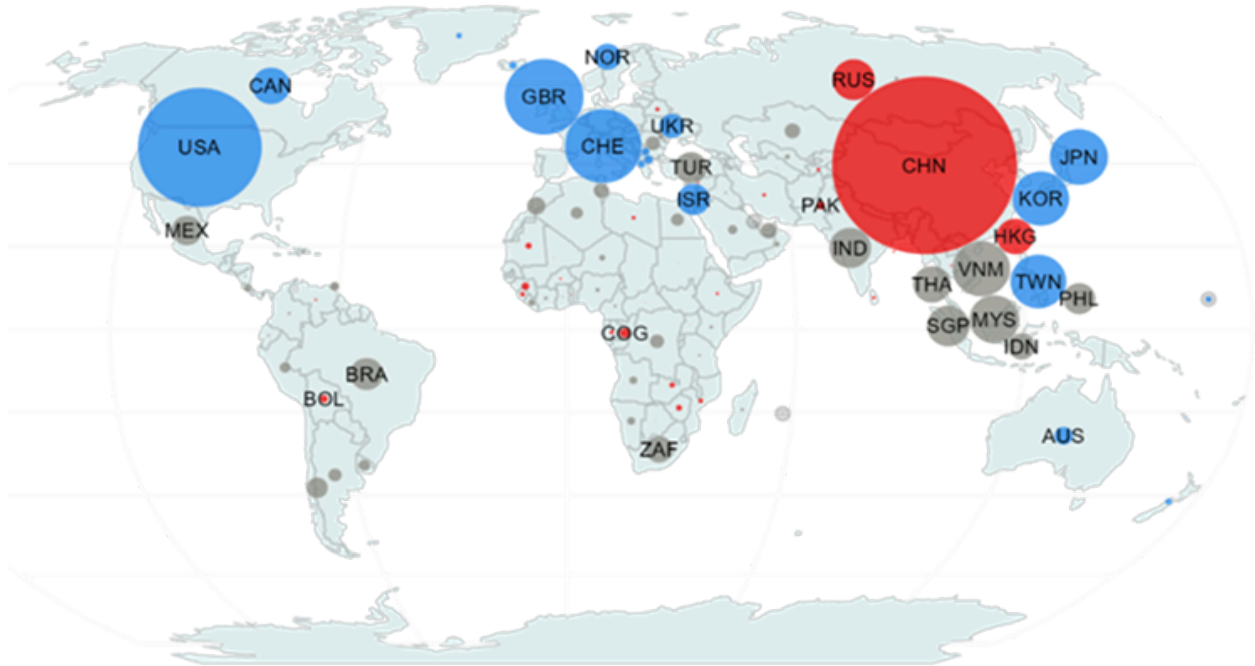 NOR
RUS
CAN
GBR
UKR
USA
CHE
CHN
JPN
TUR
ISR
PAK
KOR
MEX
HKG
IND
VNM
THA
TWN
PHL
SGP
MYS
COG
IDN
BRA
BOL
AUS
ZAF